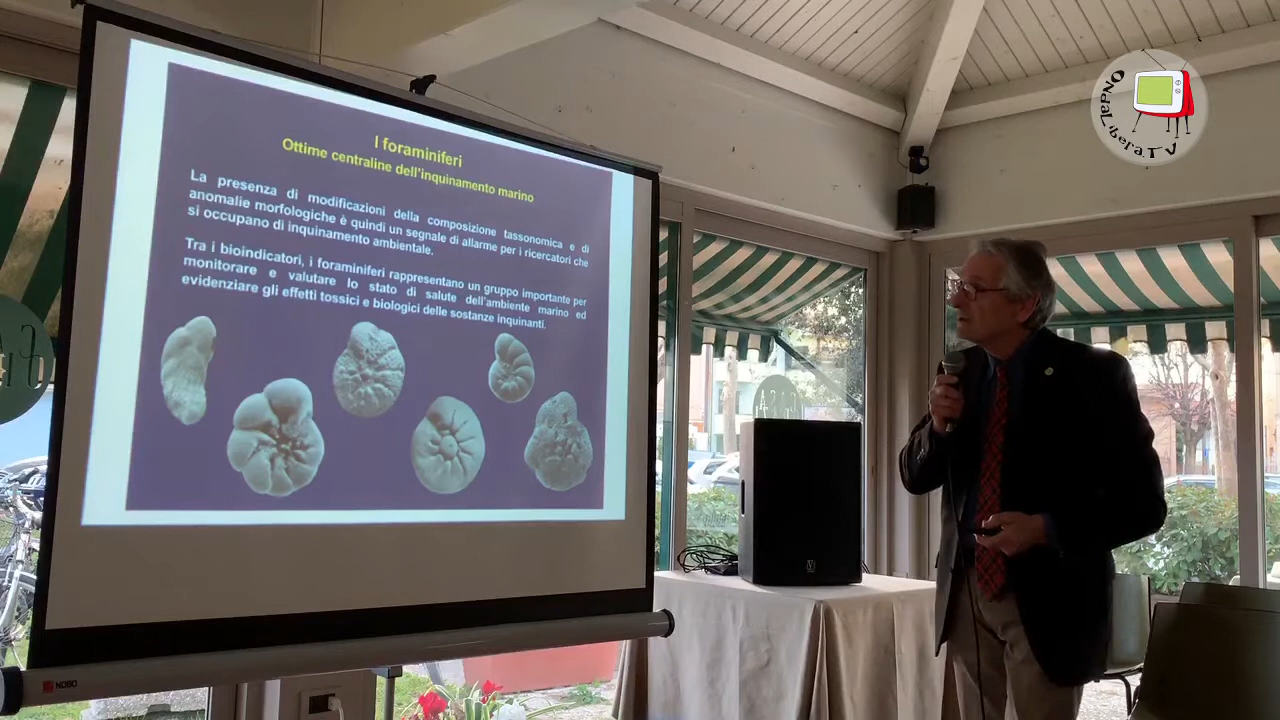 I foraminiferi
Ottime centraline dell'inquinamento marino
La presenza di modificazioni della composizione tassonomica e di
anomalie morfologiche è quindi un segnale di allarme per i ricercatori che
si occupano di inquinamento ambientale.
Tra i bioindicatori, i foraminiferi rappresentano un gruppo importante per
monitorare e valutare lo stato di salute dell'ambiente marino ed
evidenziare gli effetti tossici e biologici delle sostanze inquinanti.
OndaLibera.TV
NOBO